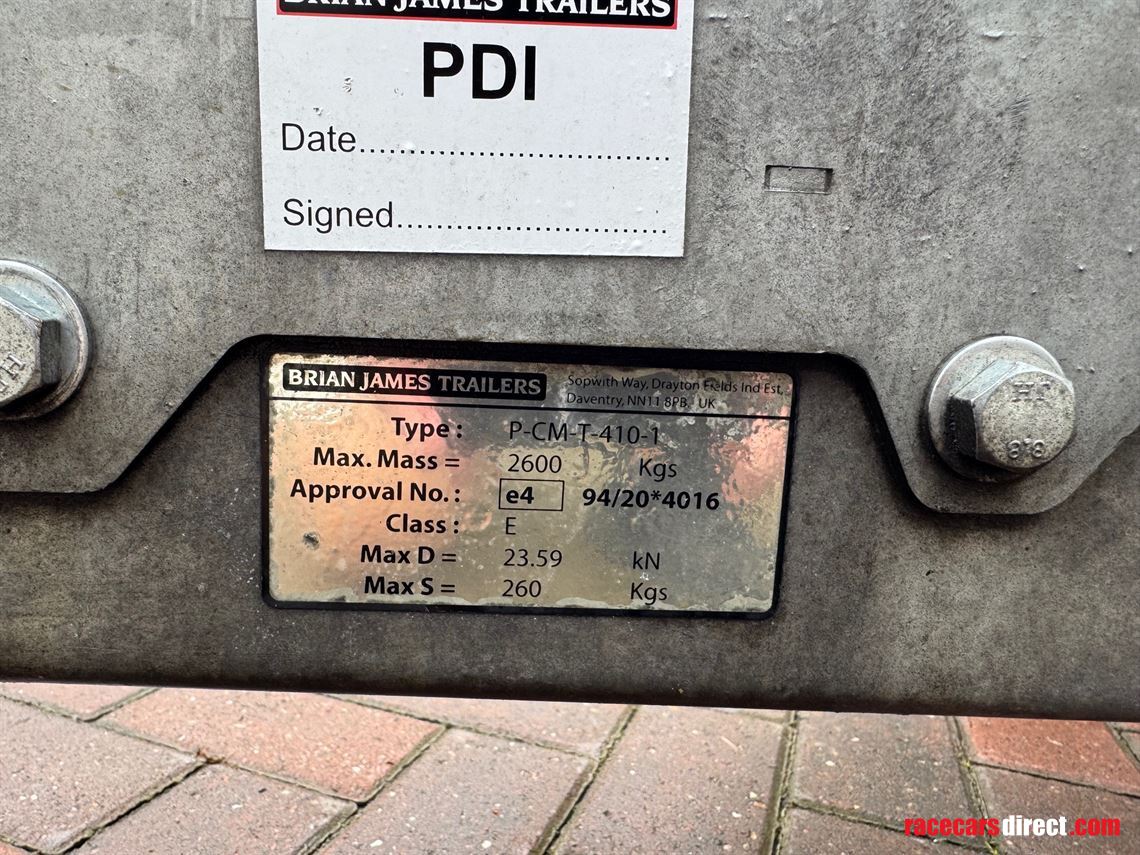 BRIAN JAMES TRAILERS
PDI
Date.............................
Signed.........................
BRIAN JAMES TRAILERS
Sopwith Way, Drayton Fields Ind Est,
Daventry, NN11 8PB, UK
Type : P-CM-T-410-1
Max. Mass = 2600 Kgs
Approval No. : e4 94/20*4016
Class : E
Max D = 23.59 kN
Max S = 260 Kgs
8.8
racecarsdirect.com